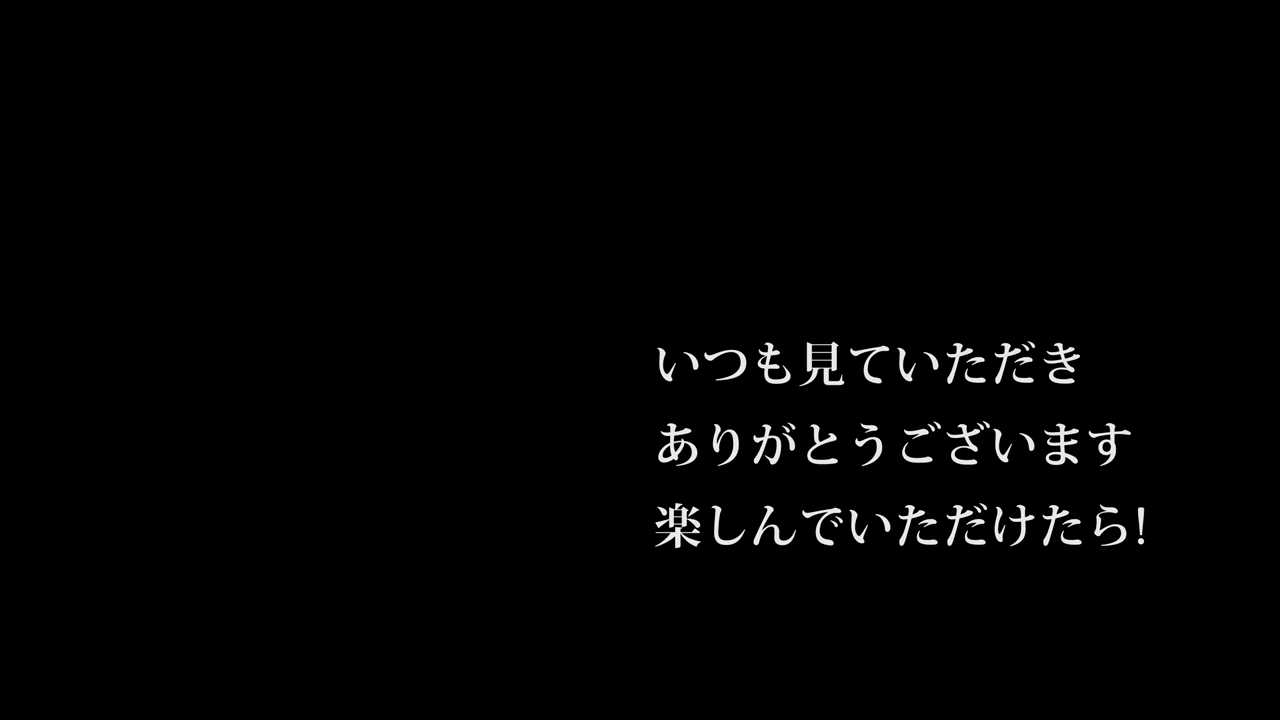 いつも見ていただき
ありがとうございます
楽しんでいただけたら!